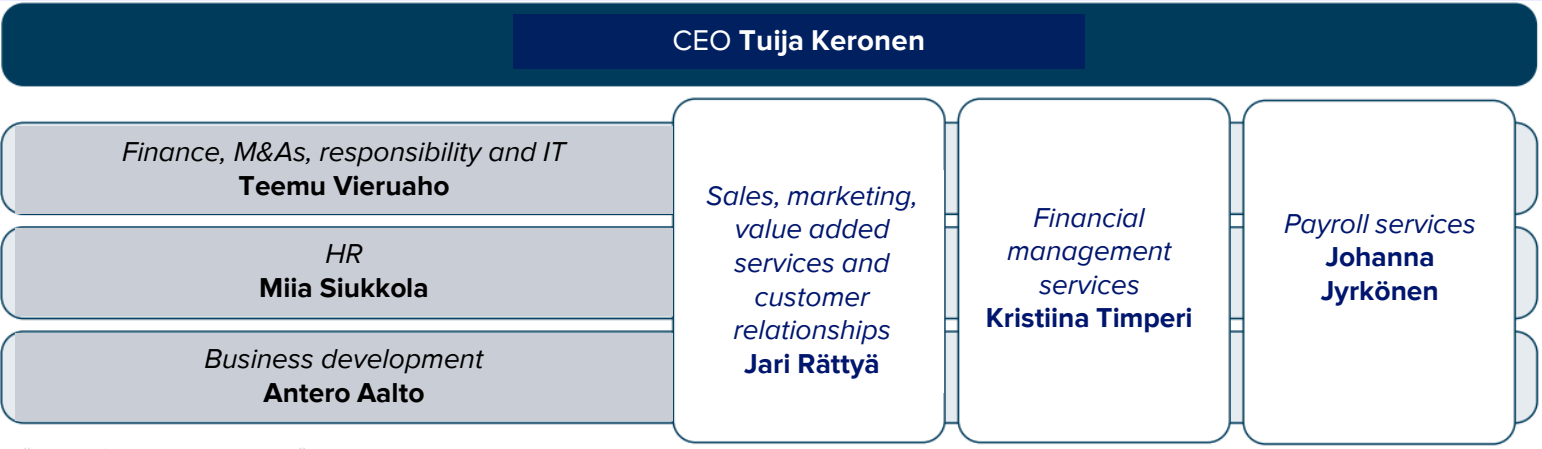 CEO Tuija Keronen
Finance, M&As, responsibility and IT
Teemu Vieruaho
HR
Miia Siukkola
Business development
Antero Aalto
Sales, marketing,
value added
services and
customer
relationships
Jari Rättyä
Financial
management
services
Kristiina Timperi
Payroll services
Johanna
Jyrkönen